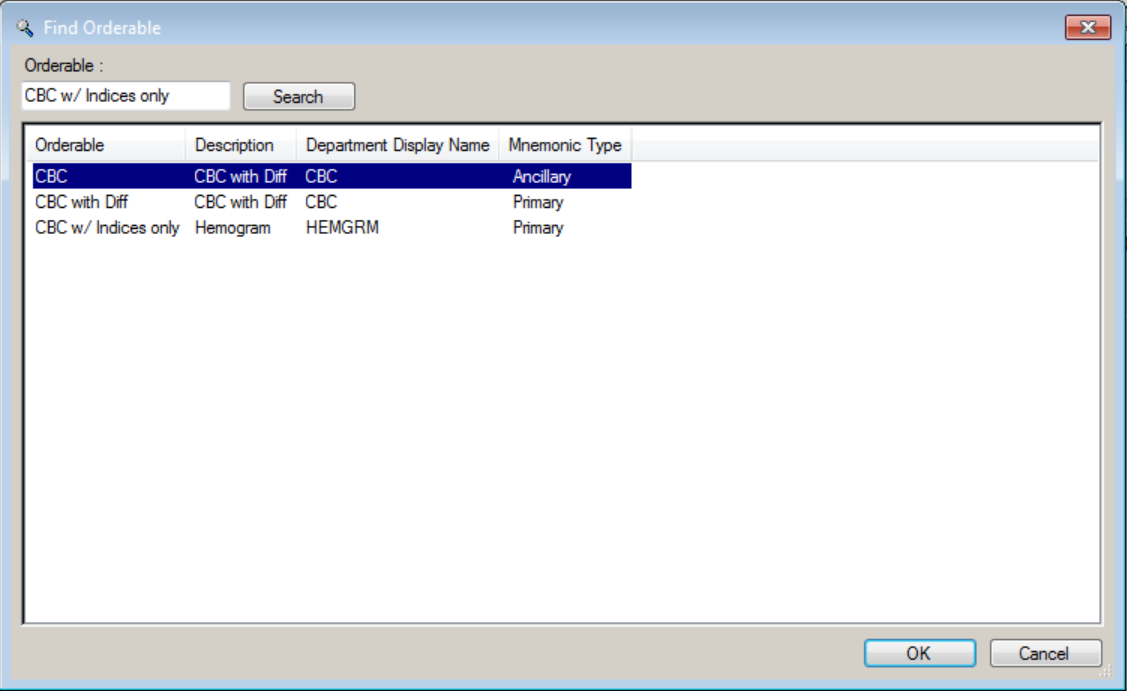 Find Orderable
Orderable :
CBC w/ Indices only Search
Orderable Description Department Display Name Mnemonic Type
CBC CBC with Diff CBC Ancillary
CBC with Diff CBC with Diff CBC Primary
CBC w/ Indices only Hemogram HEMGRM Primary
OK Cancel